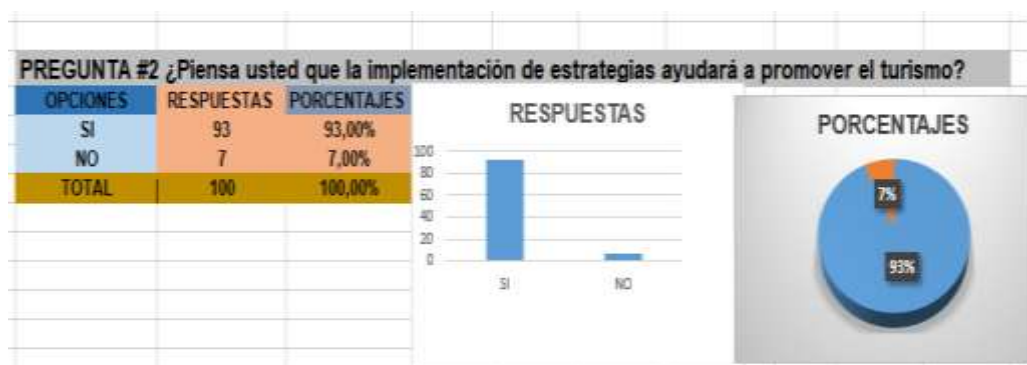 PREGUNTA #2 ¿Piensa usted que la implementación de estrategias ayudará a promover el turismo?
OPCIONES RESPUESTAS PORCENTAJES
SI 93 93,00%
NO 7 7,00%
TOTAL 100 100,00%
RESPUESTAS
100
80
60
40
20
0
SI NO
PORCENTAJES
7%
93%